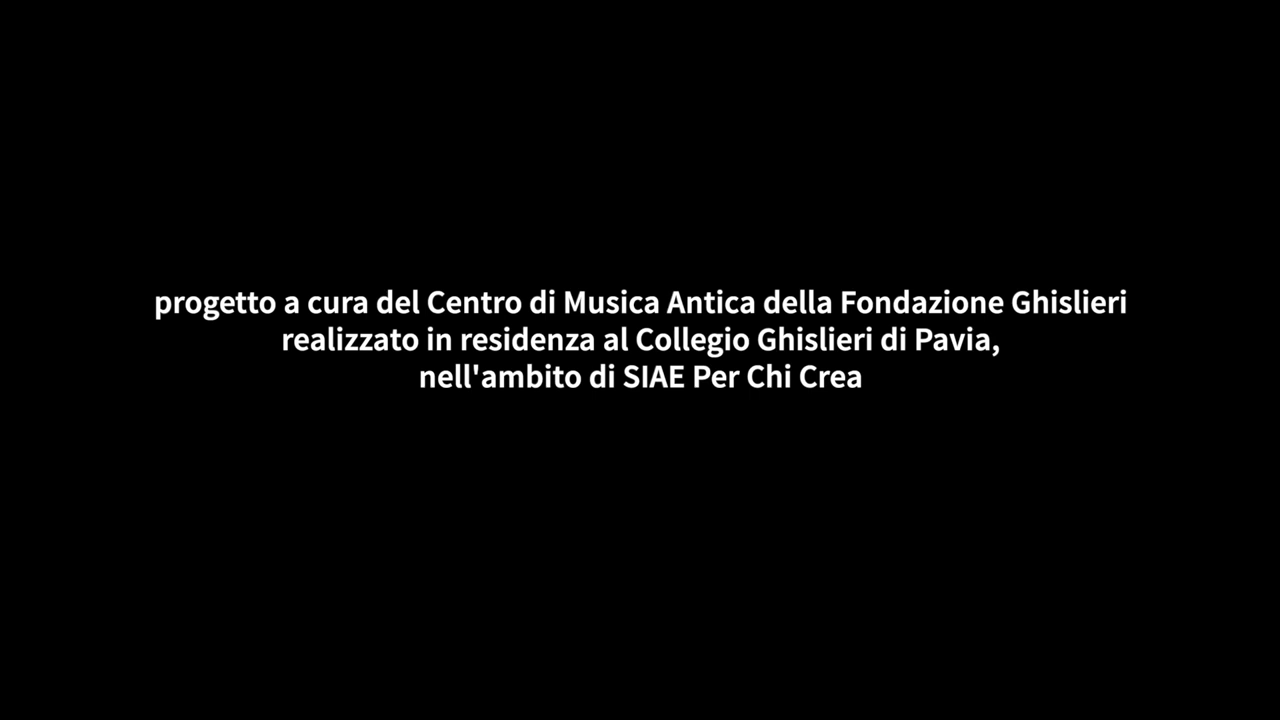 progetto a cura del Centro di Musica Antica della Fondazione Ghislieri
realizzato in residenza al Collegio Ghislieri di Pavia,
nell'ambito di SIAE Per Chi Crea